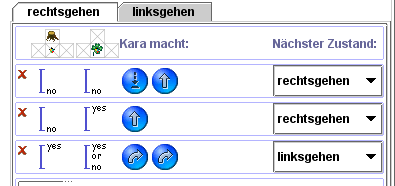 rechtsgehen linksgehen
Kara macht: Nächster Zustand:
no no rechtsgehen
no yes rechtsgehen
yes yes or no linksgehen